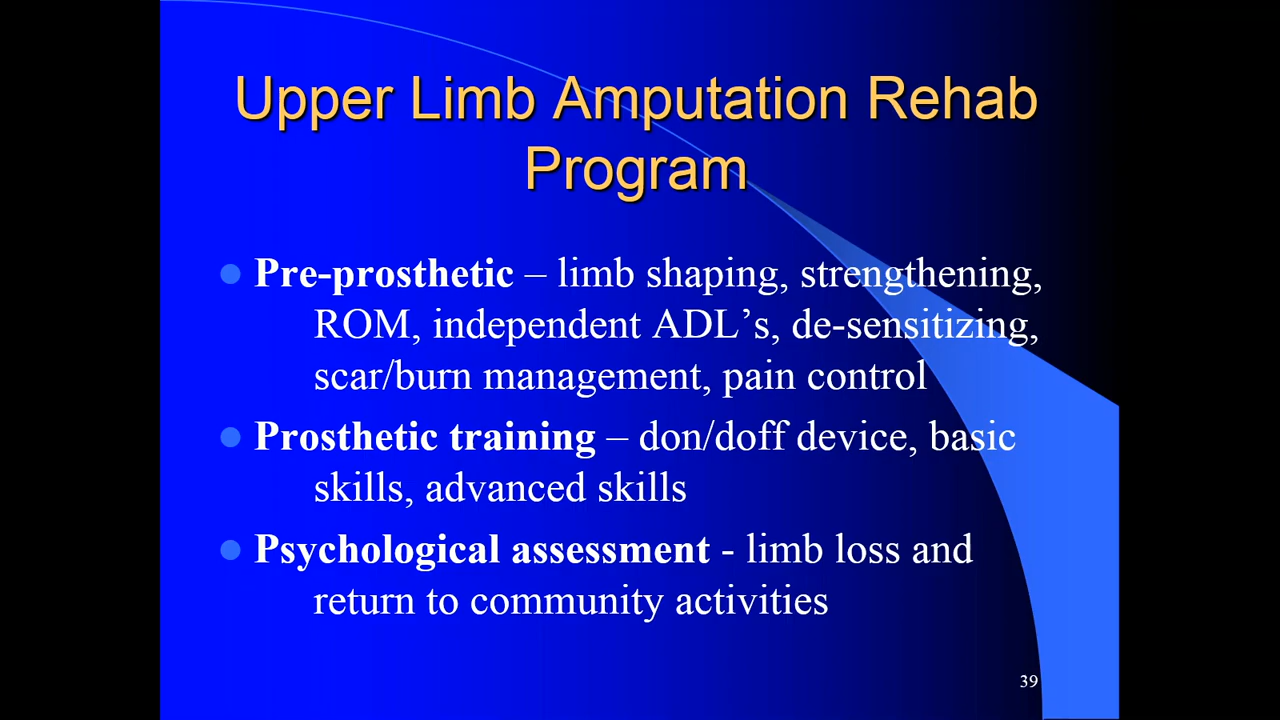 Upper Limb Amputation Rehab
Program
Pre-prosthetic – limb shaping, strengthening,
ROM, independent ADL’s, de-sensitizing,
scar/burn management, pain control
Prosthetic training – don/doff device, basic
skills, advanced skills
Psychological assessment - limb loss and
return to community activities
39